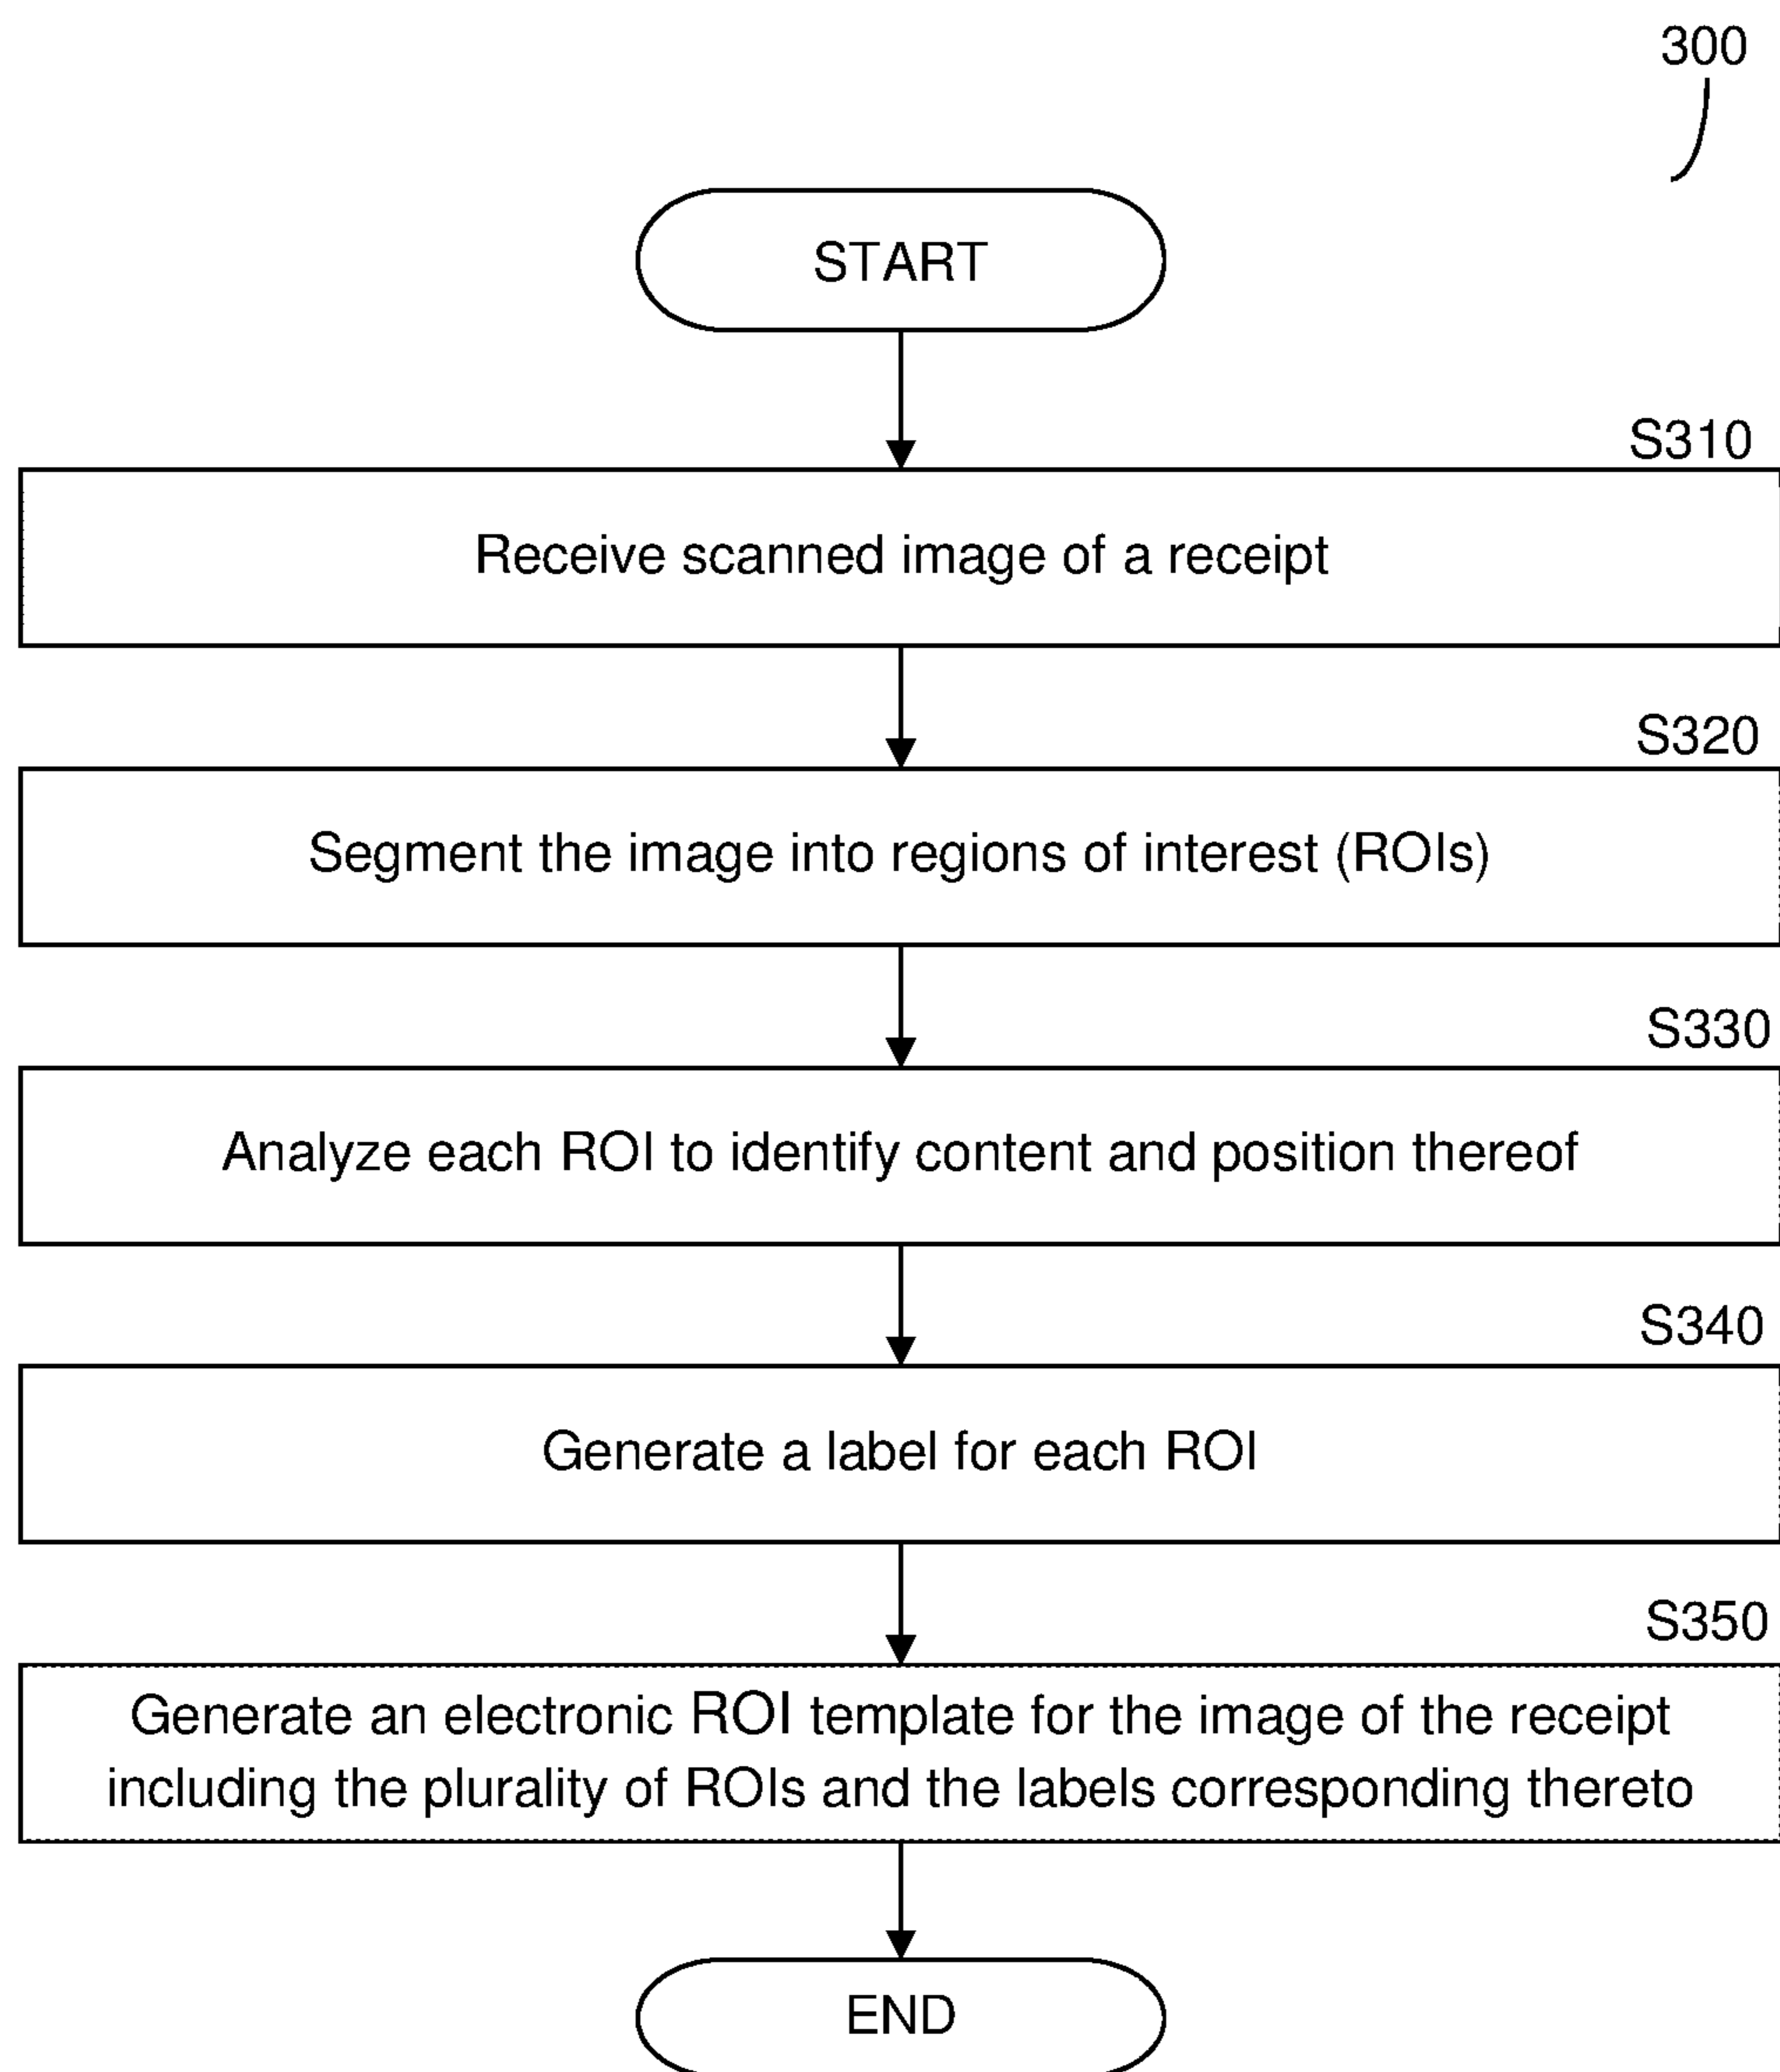 300
START
S310
Receive scanned image of a receipt
S320
Segment the image into regions of interest (ROIs)
S330
Analyze each ROI to identify content and position thereof
S340
Generate a label for each ROI
S350
Generate an electronic ROI template for the image of the receipt
including the plurality of ROIs and the labels corresponding thereto
END